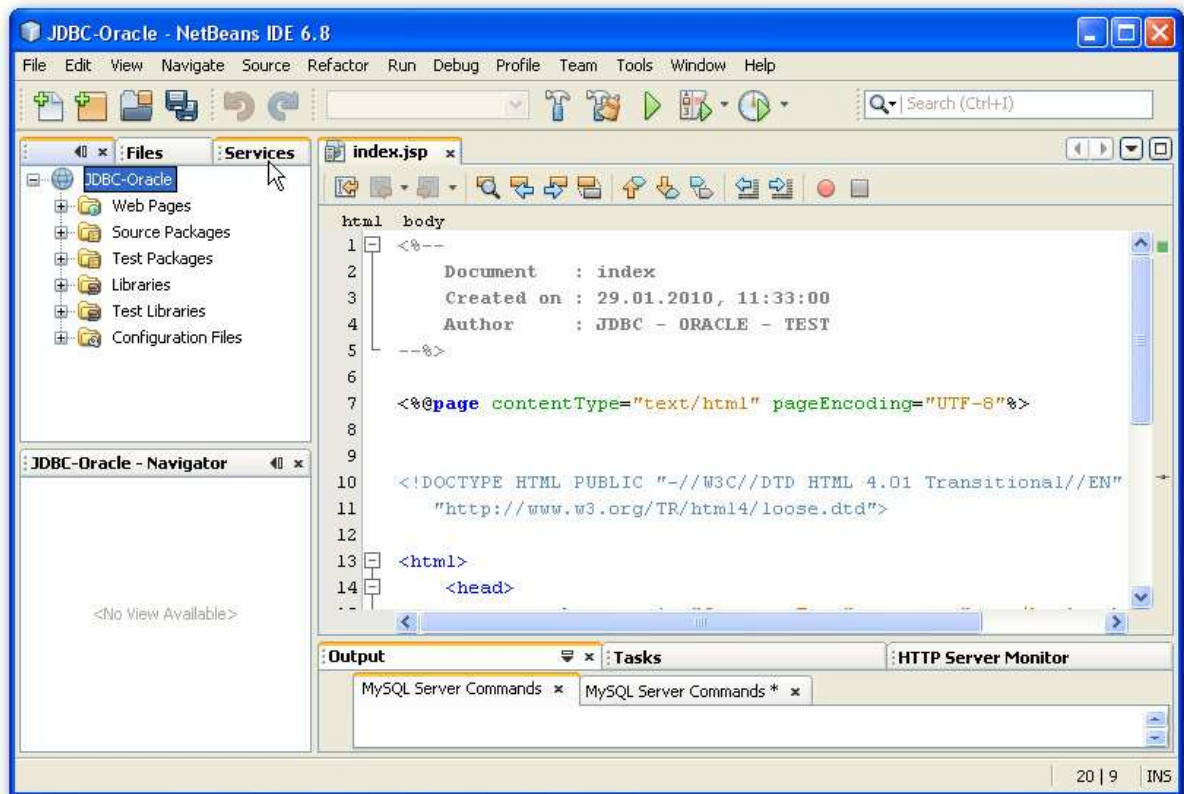 JDBC-Oracle - NetBeans IDE 6.8
File Edit View Navigate Source Refactor Run Debug Profile Team Tools Window Help
Search (Ctrl+I)
Files Services
JDBC-Oracle
Web Pages
Source Packages
Test Packages
Libraries
Test Libraries
Configuration Files
JDBC-Oracle - Navigator
<No View Available>
index.jsp
html body
1 <%--
2 Document : index
3 Created on : 29.01.2010, 11:33:00
4 Author : JDBC - ORACLE - TEST
5 --%>
6
7 <%@page contentType="text/html" pageEncoding="UTF-8"%>
8
9
10 <!DOCTYPE HTML PUBLIC "-//W3C//DTD HTML 4.01 Transitional//EN"
11 "http://www.w3.org/TR/html4/loose.dtd">
12
13 <html>
14 <head>
Output Tasks HTTP Server Monitor
MySQL Server Commands MySQL Server Commands *
20 | 9 INS